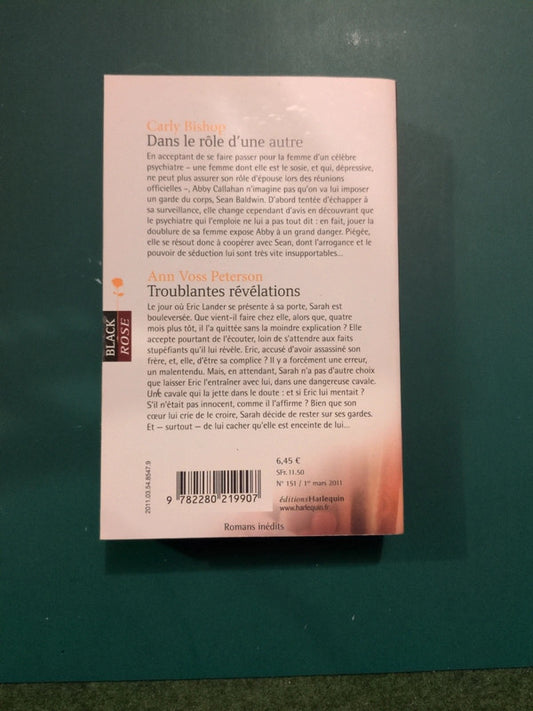 Carly Bishop
Dans le rôle d'une autre
En acceptant de se faire passer pour la femme d'un célèbre
psychiatre – une femme dont elle est le sosie, et qui, dépressive,
ne peut plus assurer son rôle d'épouse lors des réunions
officielles –, Abby Callahan n'imagine pas qu'on va lui imposer
un garde du corps, Sean Baldwin. D'abord tentée d'échapper à
sa surveillance, elle change cependant d'avis en découvrant que
le psychiatre qui l'emploie ne lui a pas tout dit : en fait, jouer la
doublure de sa femme expose Abby à un grand danger. Piégée,
elle se résout donc à coopérer avec Sean, dont l'arrogance et le
pouvoir de séduction lui sont très vite insupportables...
Ann Voss Peterson
Troublantes révélations
Le jour où Eric Lander se présente à sa porte, Sarah est
bouleversée. Que vient-il faire chez elle, alors que, quatre
mois plus tôt, il l'a quittée sans la moindre explication ? Elle
accepte pourtant de l'écouter, loin de s'attendre aux faits
stupéfiants qu'il lui révèle. Eric, accusé d'avoir assassiné son
frère, et, elle, d'être sa complice ? Il y a forcément une erreur,
un malentendu. Mais, en attendant, Sarah n'a pas d'autre choix
que laisser Eric l'entraîner avec lui, dans une dangereuse cavale.
Une cavale qui la jette dans le doute : et si Eric lui mentait ?
S'il n'était pas innocent, comme il l'affirme ? Bien que son
cœur lui crie de le croire, Sarah décide de rester sur ses gardes.
Et — surtout — de lui cacher qu'elle est enceinte de lui...
BLACK
ROSE
2011.03.54.8547.9
9 782280 219907
6,45 €
SFr. 11.50
N° 151 / 1er mars 2011
éditionsHarlequin
www.harlequin.fr
Romans inédits